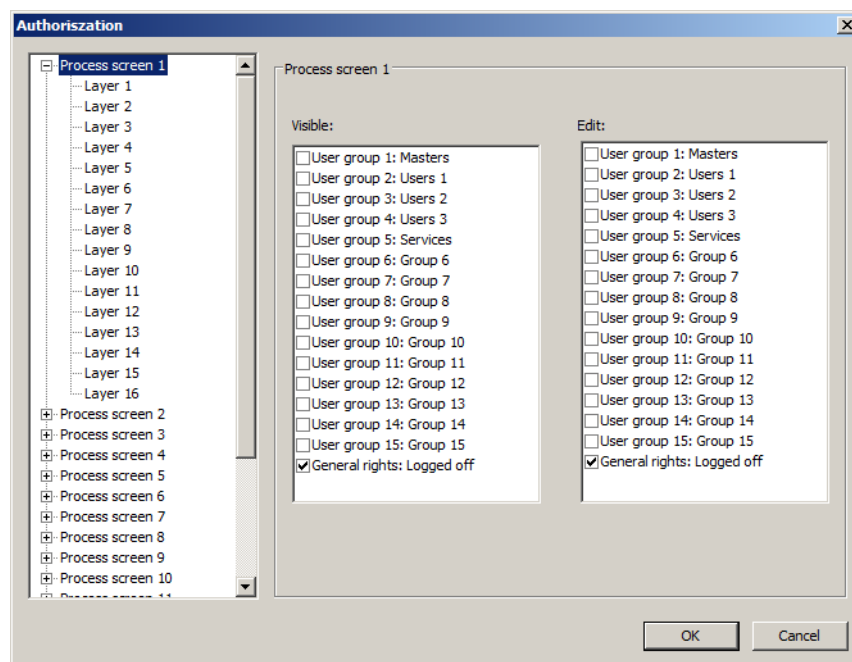 Authoriszation
Process screen 1
Layer 1
Layer 2
Layer 3
Layer 4
Layer 5
Layer 6
Layer 7
Layer 8
Layer 9
Layer 10
Layer 11
Layer 12
Layer 13
Layer 14
Layer 15
Layer 16
Process screen 2
Process screen 3
Process screen 4
Process screen 5
Process screen 6
Process screen 7
Process screen 8
Process screen 9
Process screen 10
Process screen 11
Process screen 1
Visible:
User group 1: Masters
User group 2: Users 1
User group 3: Users 2
User group 4: Users 3
User group 5: Services
User group 6: Group 6
User group 7: Group 7
User group 8: Group 8
User group 9: Group 9
User group 10: Group 10
User group 11: Group 11
User group 12: Group 12
User group 13: Group 13
User group 14: Group 14
User group 15: Group 15
General rights: Logged off
Edit:
User group 1: Masters
User group 2: Users 1
User group 3: Users 2
User group 4: Users 3
User group 5: Services
User group 6: Group 6
User group 7: Group 7
User group 8: Group 8
User group 9: Group 9
User group 10: Group 10
User group 11: Group 11
User group 12: Group 12
User group 13: Group 13
User group 14: Group 14
User group 15: Group 15
General rights: Logged off
OK
Cancel